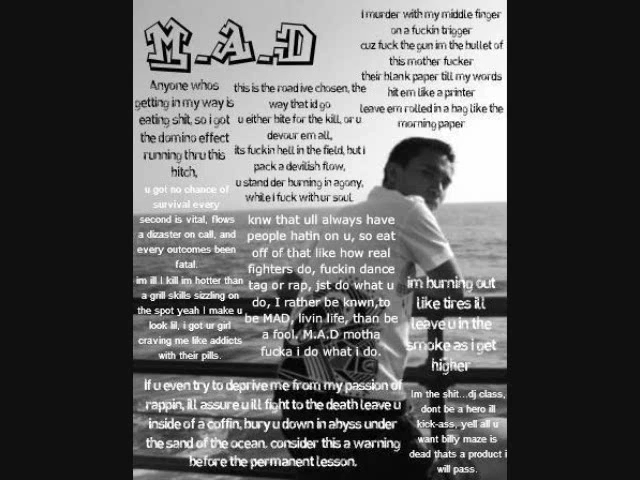 M.A.D
i murder with my middle finger
on a fuckin trigger
cuz fuck the gun im the bullet of
this mother fucker
their blank paper till my words
hit em like a printer
leave em rolled in a bag like the
morning paper
Anyone whos
getting in my way is
eating shit, so i got
the domino effect
running thru this
bitch,
this is the road ive chosen, the
way that id go
u either bite for the kill, or u
devour em all,
its fuckin hell in the field, but i
pack a devilish flow,
u stand der burning in agony,
while i fuck with ur soul.
u got no chance of
survival every
second is vital, flows
a dizaster on call, and
every outcomes been
fatal.
im ill I kill im hotter than
a grill skills sizzling on
the spot yeah I make u
look lil, i got ur girl
craving me like addicts
with their pills.
knw that ull always have
people hatin on u, so eat
off of that like how real
fighters do, fuckin dance
tag or rap, jst do what u
do, I rather be knwn,to
be MAD, livin life, than be
a fool. M.A.D motha
fucka i do what i do.
im burning out
like tires ill
leave u in the
smoke as i get
higher
If u even try to deprive me from my passion of
rappin, ill assure u ill fight to the death leave u
inside of a coffin, bury u down in abyss under
the sand of the ocean. consider this a warning
before the permanent lesson.
Im the shit...dj class,
dont be a hero ill
kick-ass, yell all u
want billy maze is
dead thats a product i
will pass.